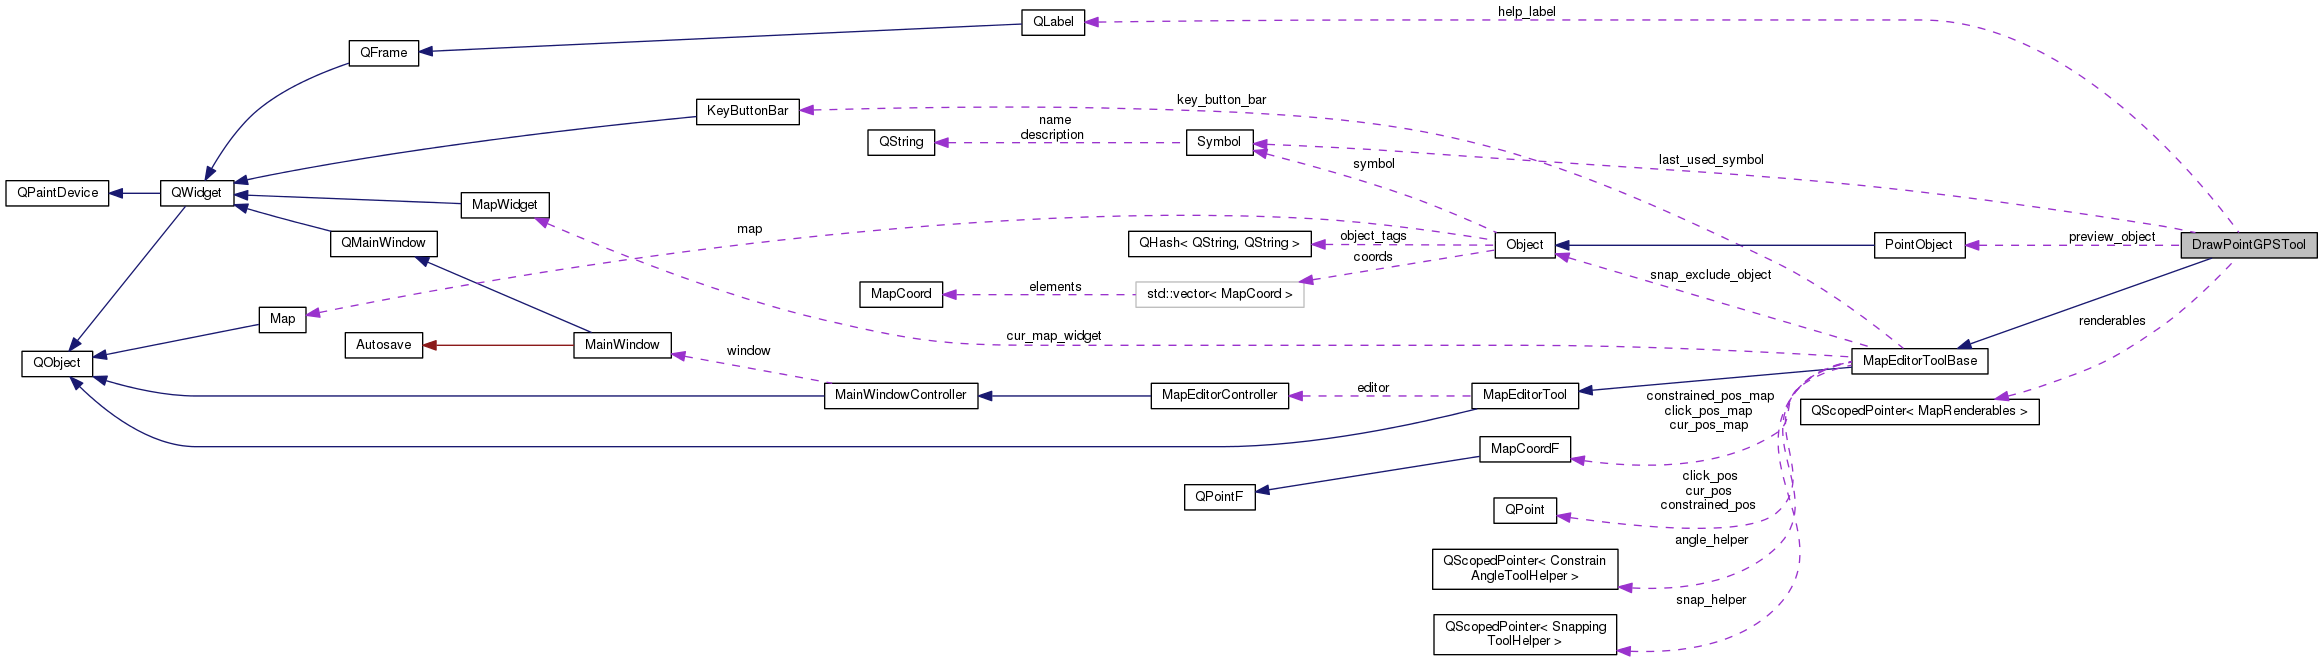 help_label
QLabel
QFrame
key_button_bar
KeyButtonBar
name
description
QString
Symbol
last_used_symbol
symbol
QPaintDevice
QWidget
MapWidget
map
QMainWindow
QHash< QString, QString >
object_tags
Object
PointObject
preview_object
DrawPointGPSTool
coords
snap_exclude_object
MapCoord
elements
std::vector< MapCoord >
Map
renderables
cur_map_widget
Autosave
MainWindow
window
QObject
MapEditorToolBase
editor
MainWindowController
MapEditorController
MapEditorTool
constrained_pos_map
click_pos_map
cur_pos_map
QScopedPointer< MapRenderables >
MapCoordF
click_pos
cur_pos
constrained_pos
QPointF
QPoint
angle_helper
QScopedPointer< Constrain
AngleToolHelper >
snap_helper
QScopedPointer< Snapping
ToolHelper >